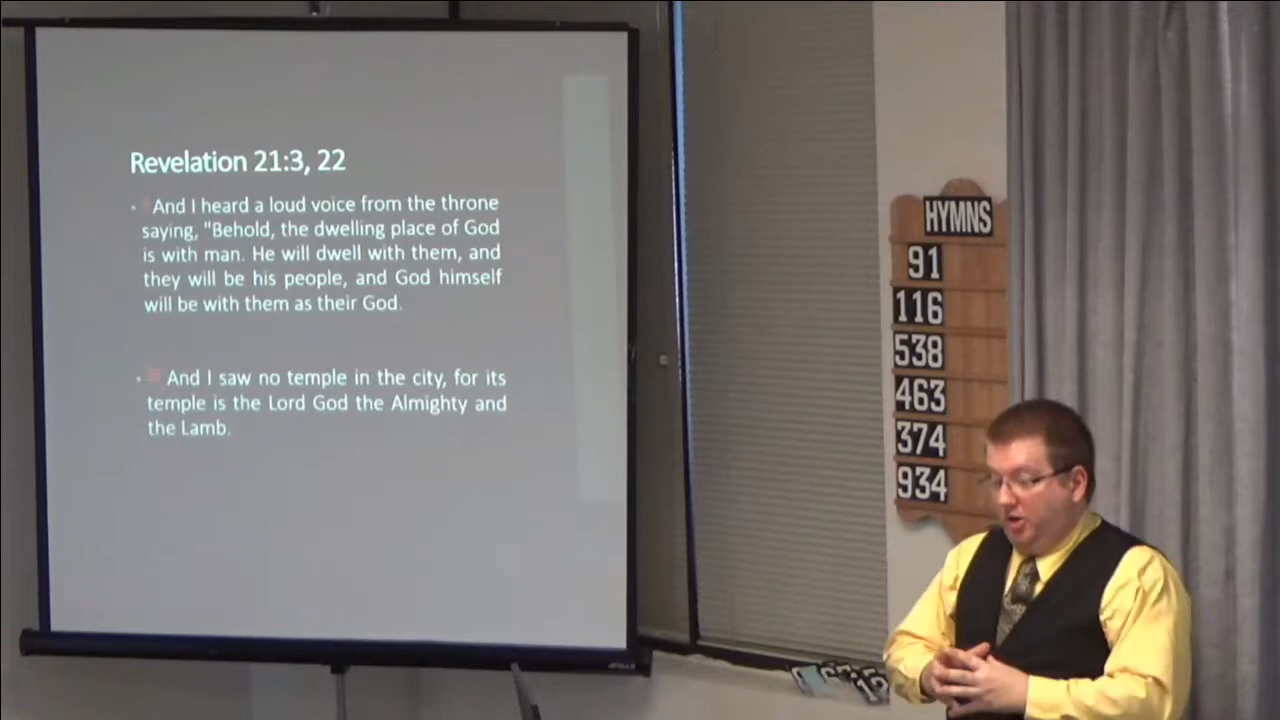 Revelation 21:3, 22
And I heard a loud voice from the throne
saying, "Behold, the dwelling place of God
is with man. He will dwell with them, and
they will be his people, and God himself
will be with them as their God.
And I saw no temple in the city, for its
temple is the Lord God the Almighty and
the Lamb.
HYMNS
91
116
538
463
374
934
APOLLO